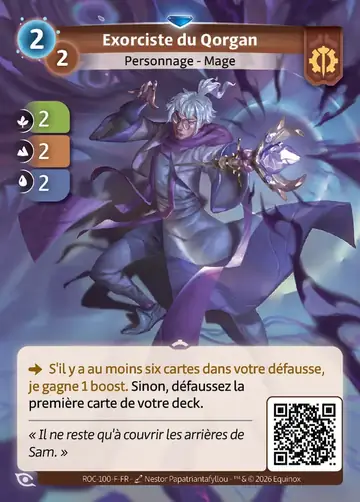 2
Exorciste du Qorgan
2
Personnage - Mage
2
2
2
S'il y a au moins six cartes dans votre défausse,
je gagne 1 boost. Sinon, défaussez la
première carte de votre deck.
« Il ne reste qu'à couvrir les arrières de
Sam. »
ROC-100-F-FR - Nestor Papatriantafyllou - ™ & © 2026 Equinox